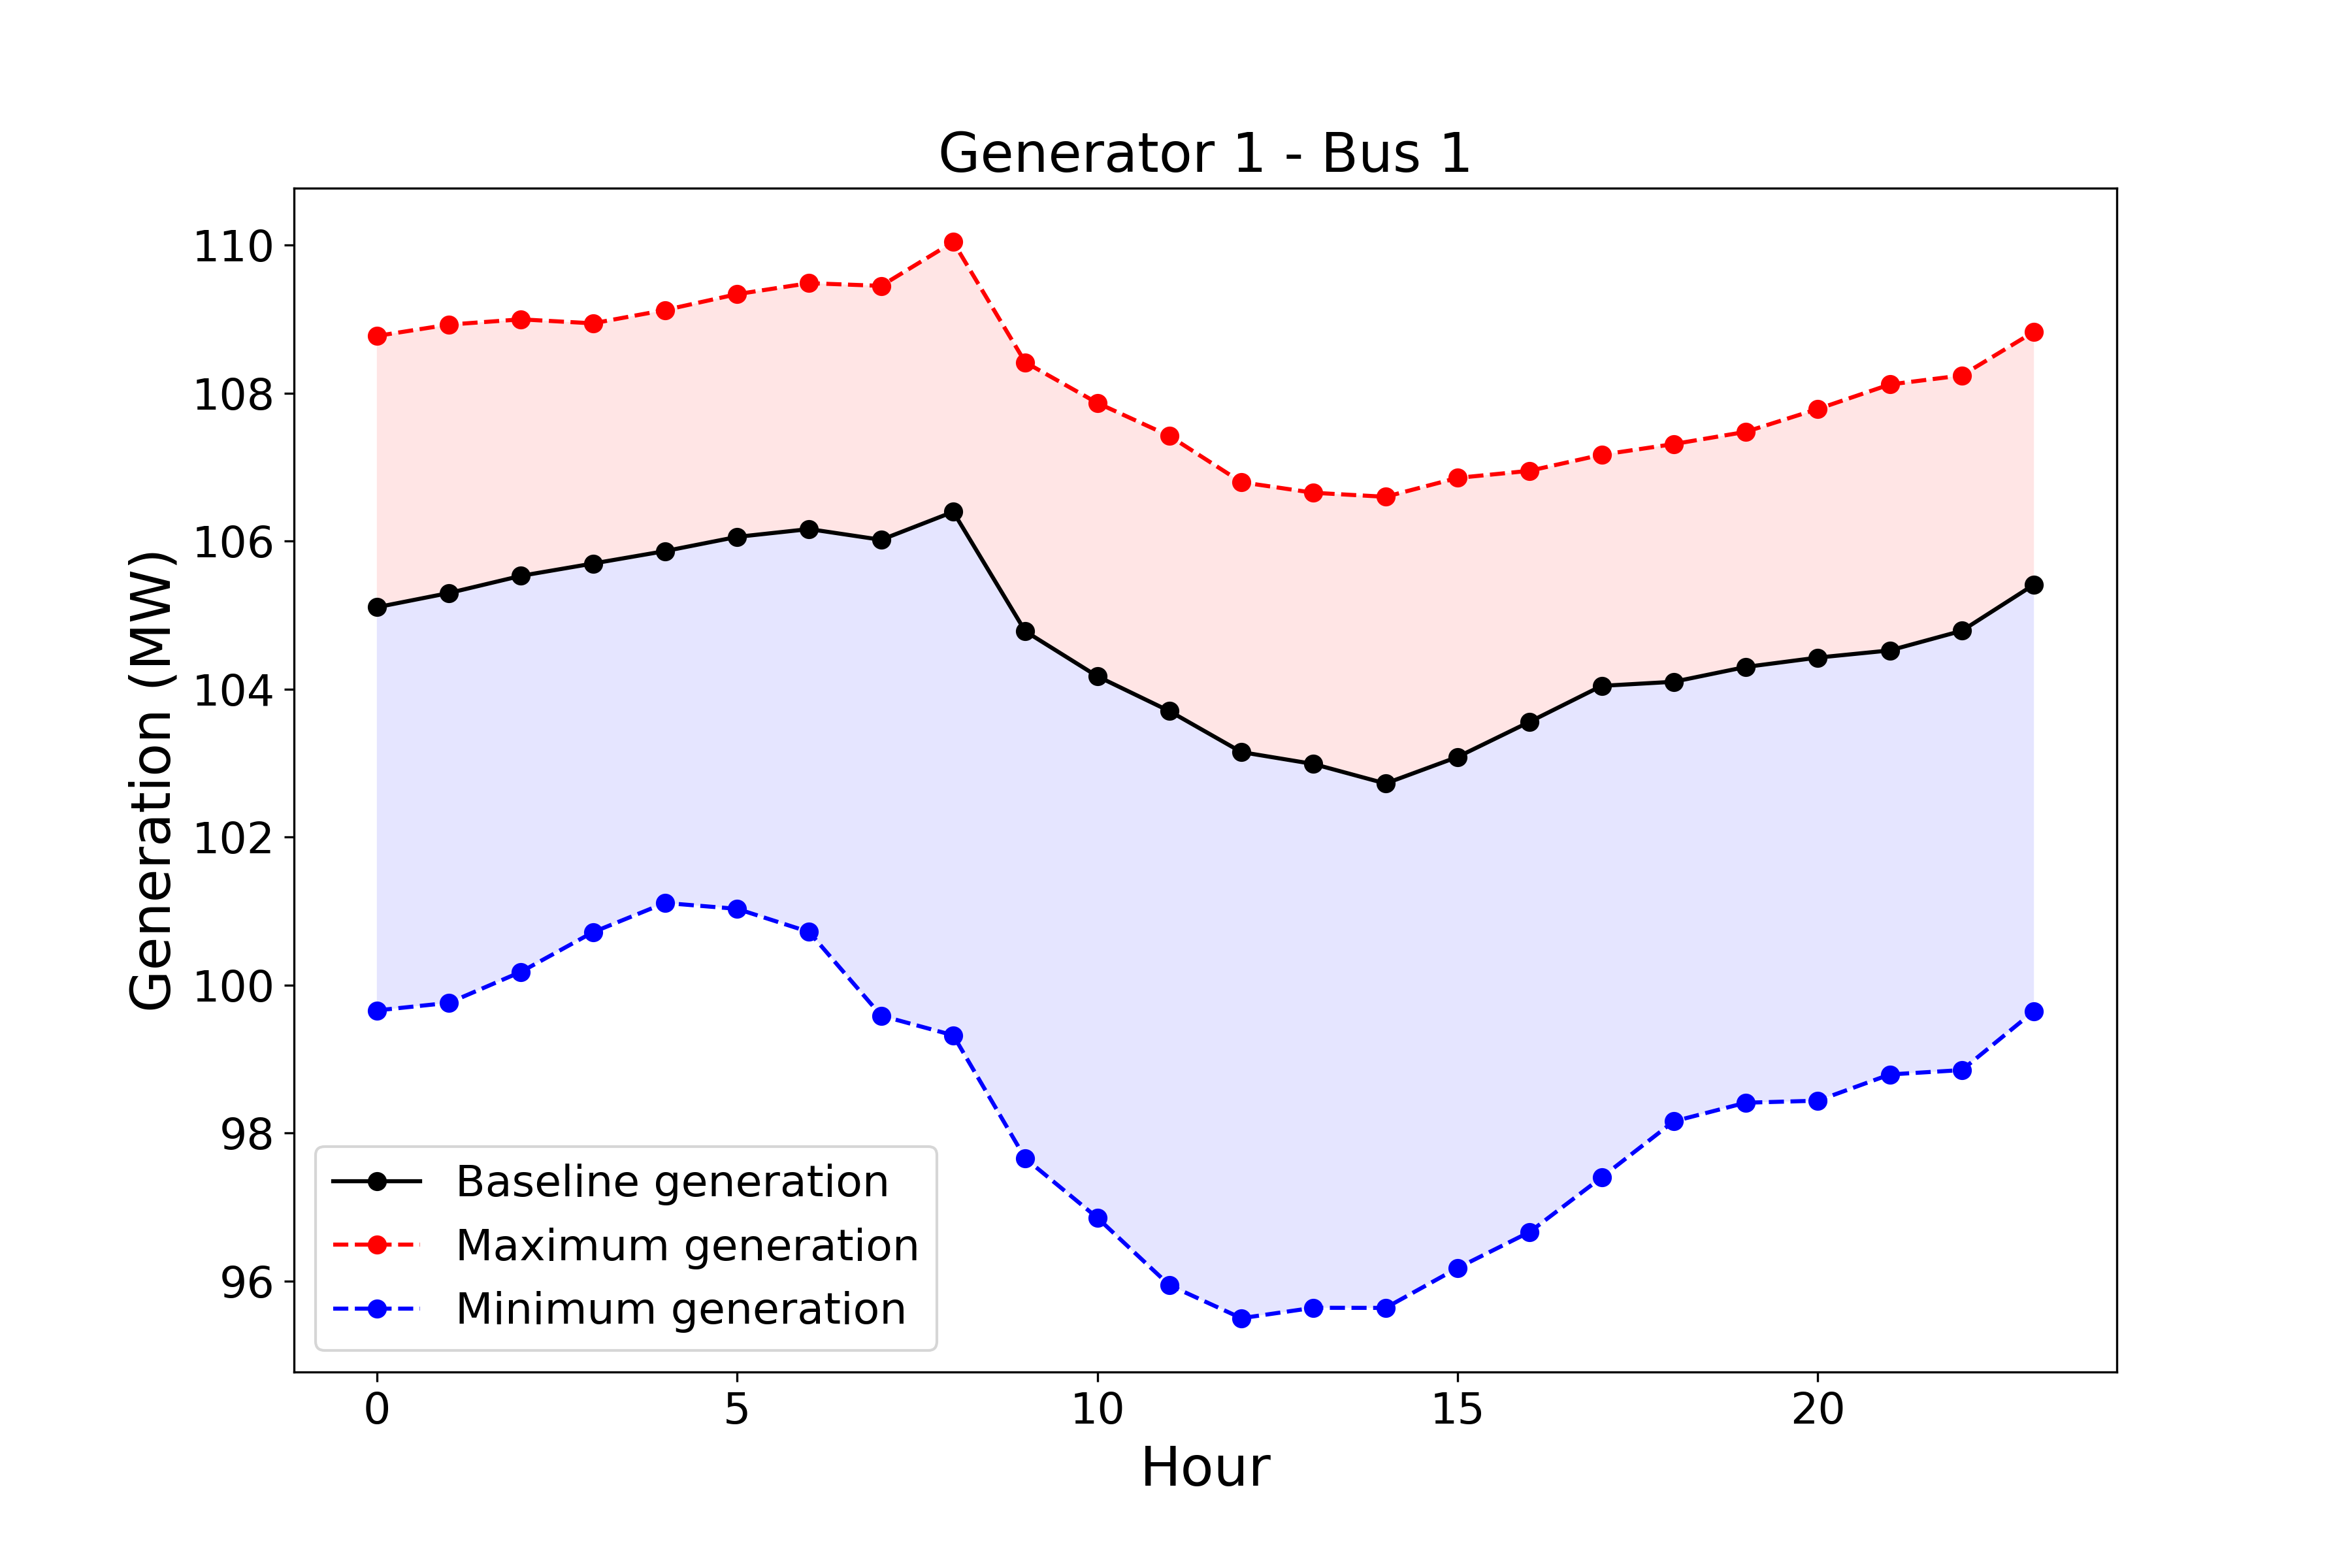 Generator 1 - Bus 1
Generation (MW)
110
108
106
104
102
100
98
96
Baseline generation
Maximum generation
Minimum generation
0 5 10 15 20
Hour